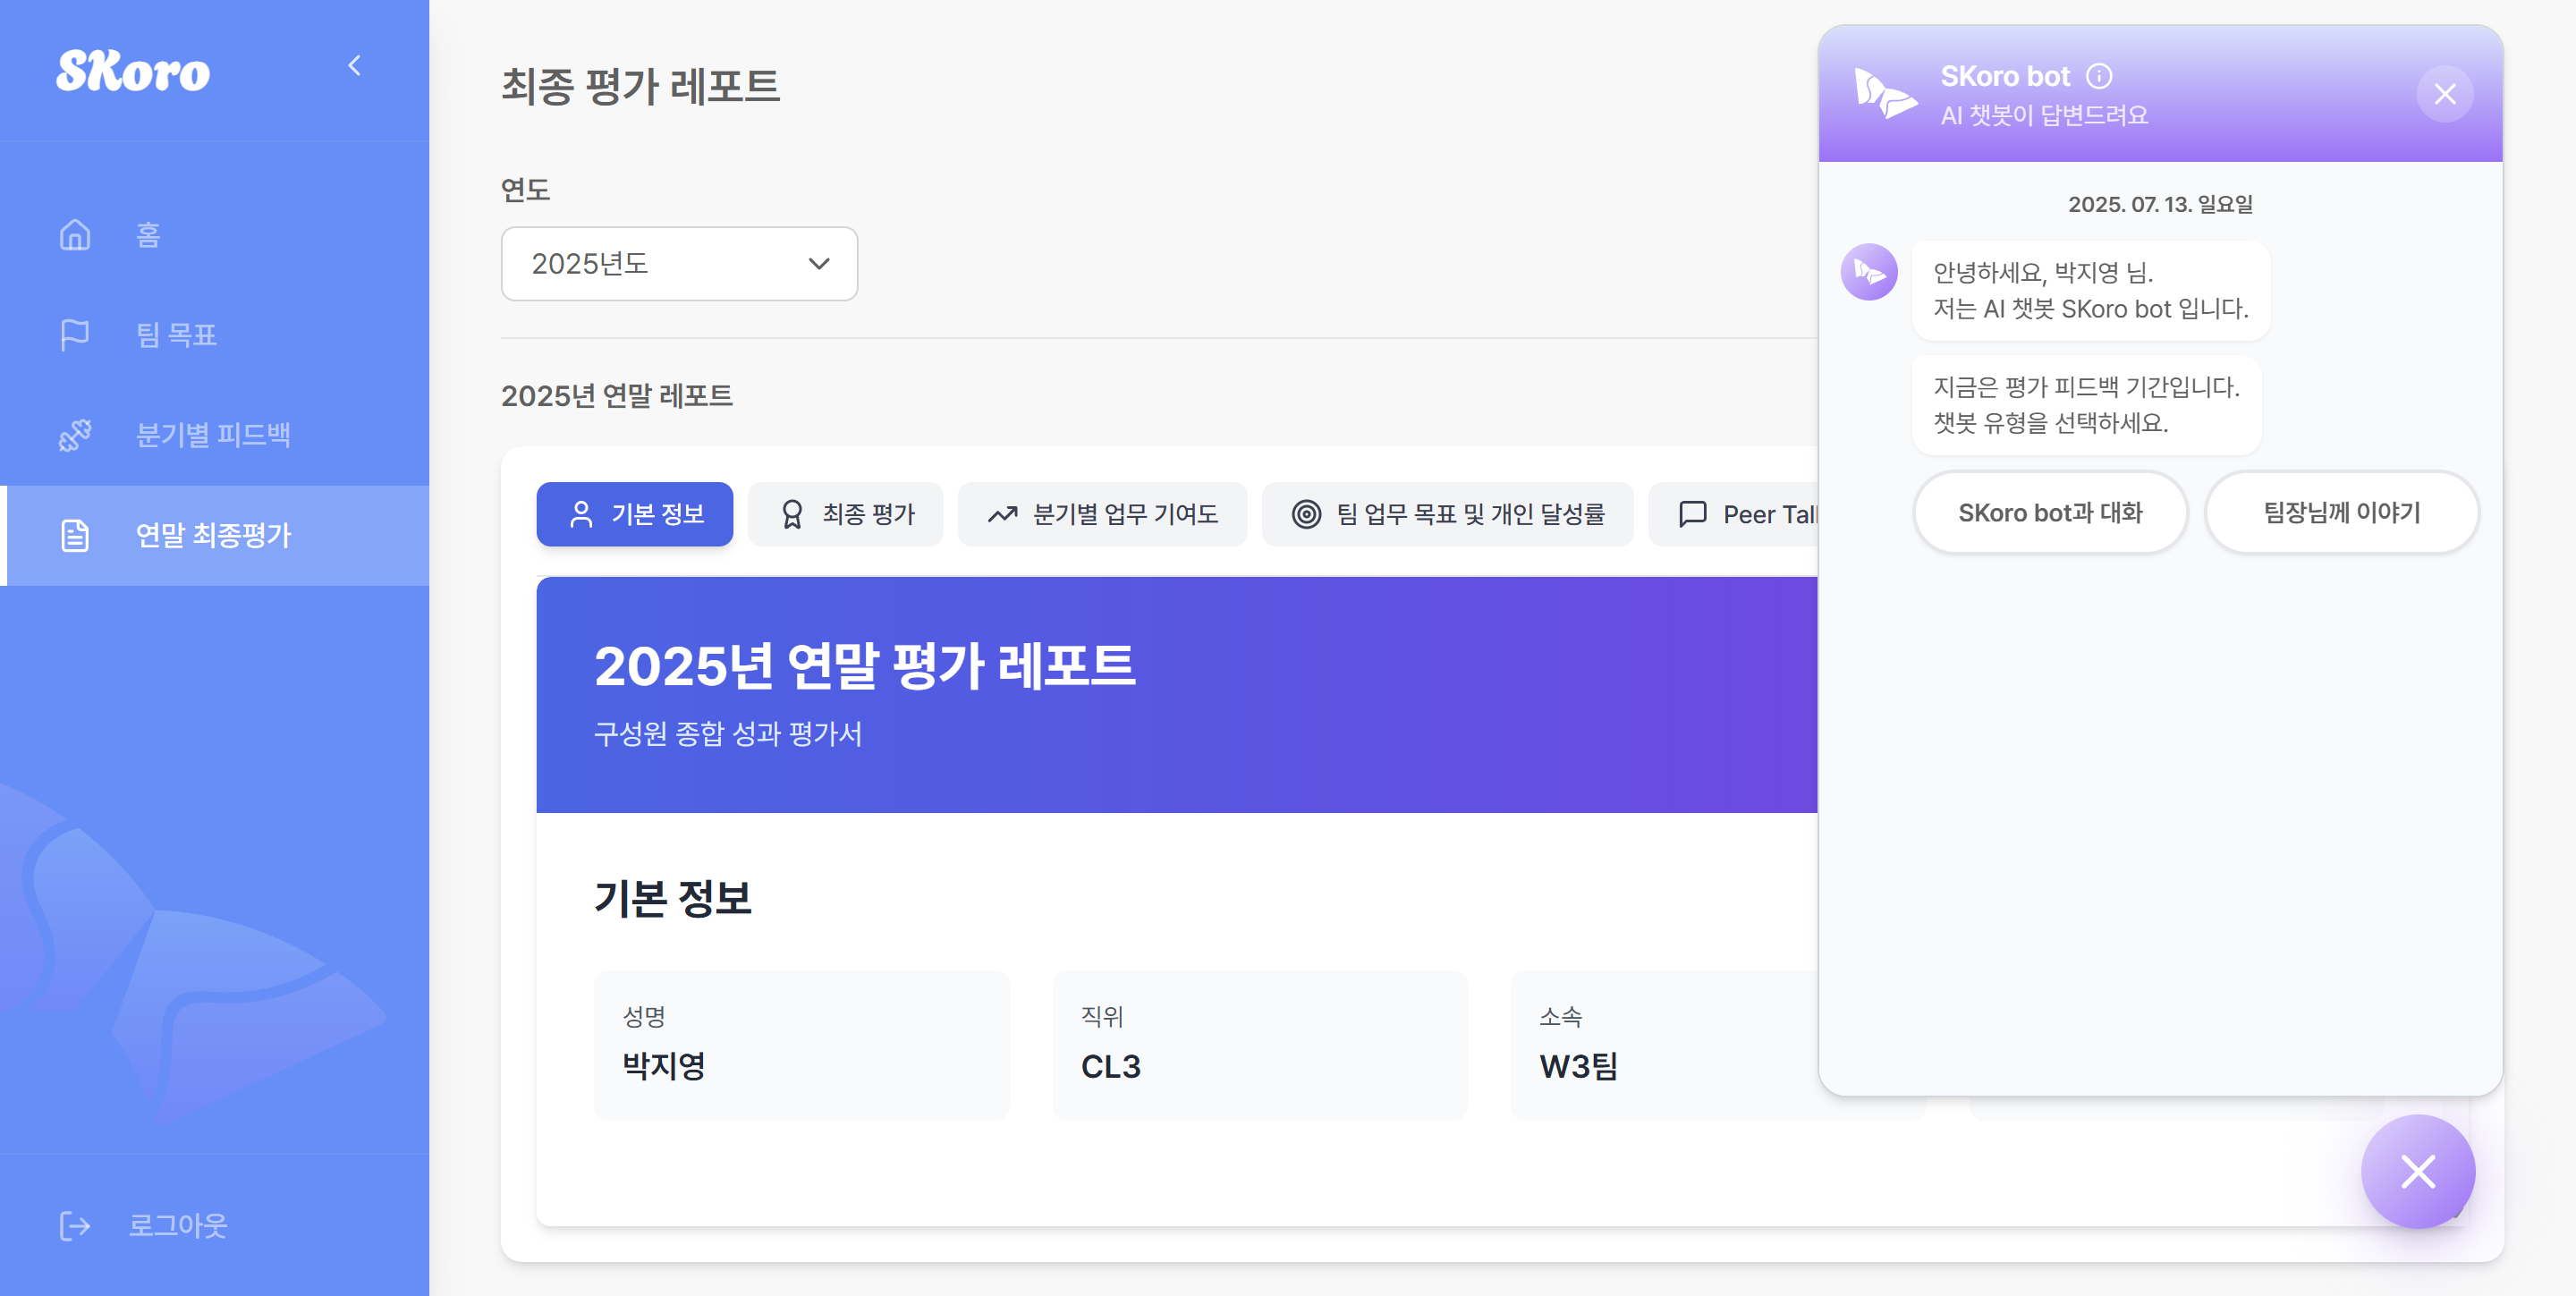 SKoro
홈
팀 목표
분기별 피드백
연말 최종평가
로그아웃
최종 평가 레포트
연도
2025년도
2025년 연말 레포트
기본 정보
최종 평가
분기별 업무 기여도
팀 업무 목표 및 개인 달성률
Peer Tal
2025년 연말 평가 레포트
구성원 종합 성과 평가서
기본 정보
성명
박지영
직위
CL3
소속
W3팀
SKoro bot
AI 챗봇이 답변드려요
2025. 07. 13. 일요일
안녕하세요, 박지영 님.
저는 AI 챗봇 SKoro bot 입니다.
지금은 평가 피드백 기간입니다.
챗봇 유형을 선택하세요.
SKoro bot과 대화
팀장님께 이야기